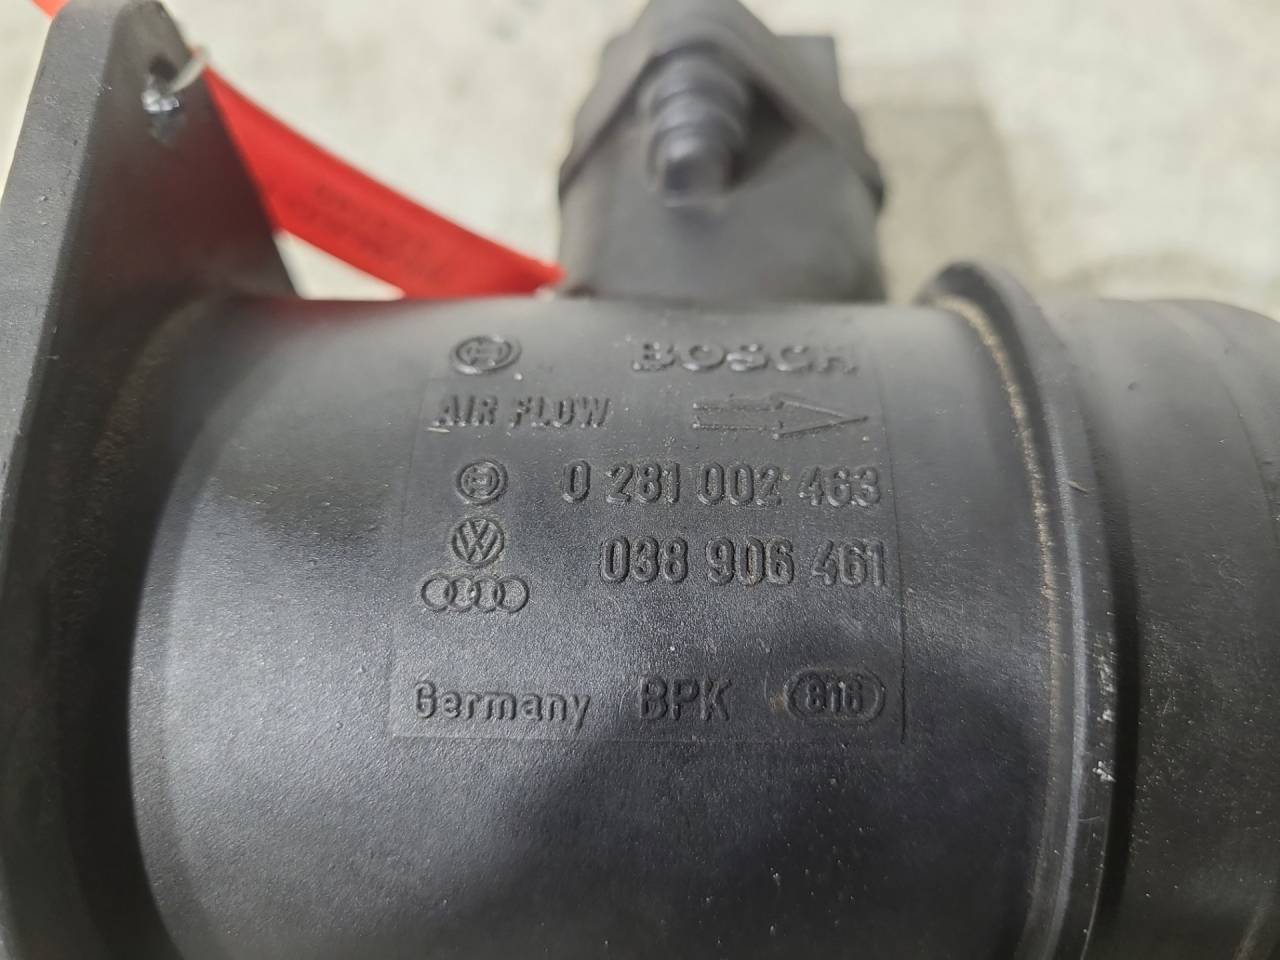 BOSCH
AIR FLOW
0 281 002 463
038 906 461
Germany BPK 816